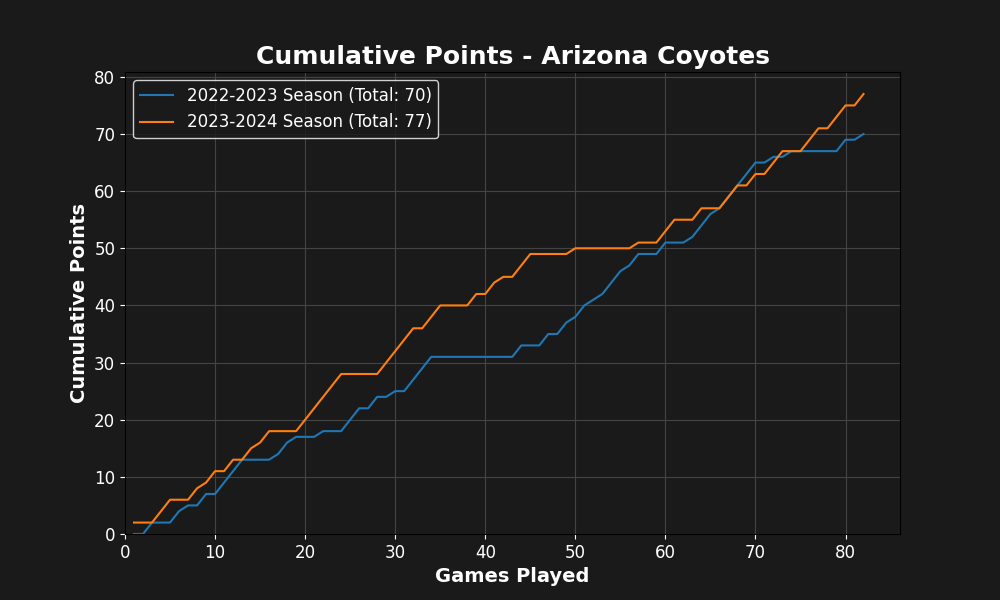 Cumulative Points - Arizona Coyotes
2022-2023 Season (Total: 70)
2023-2024 Season (Total: 77)
Cumulative Points
80
70
60
50
40
30
20
10
0
0 10 20 30 40 50 60 70 80
Games Played